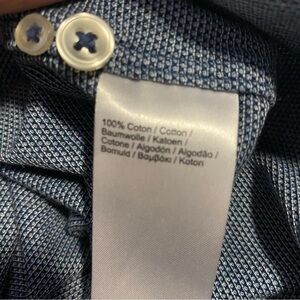 100% Coton / Cotton /
Baumwolle / Katoen /
Cotone / Algodón / Algodão /
Bomuld / Βαμβάκι / Koton